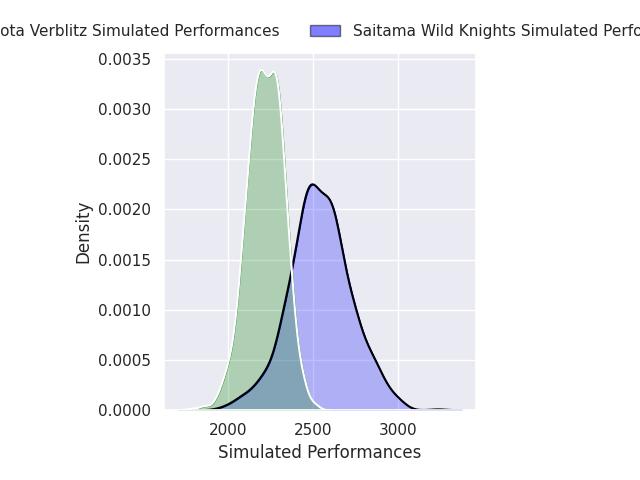 ota Verblitz Simulated Performances
Saitama Wild Knights Simulated Perfo
0.0035
0.0030
0.0025
0.0020
0.0015
0.0010
0.0005
0.0000
Density
2000 2500 3000
Simulated Performances